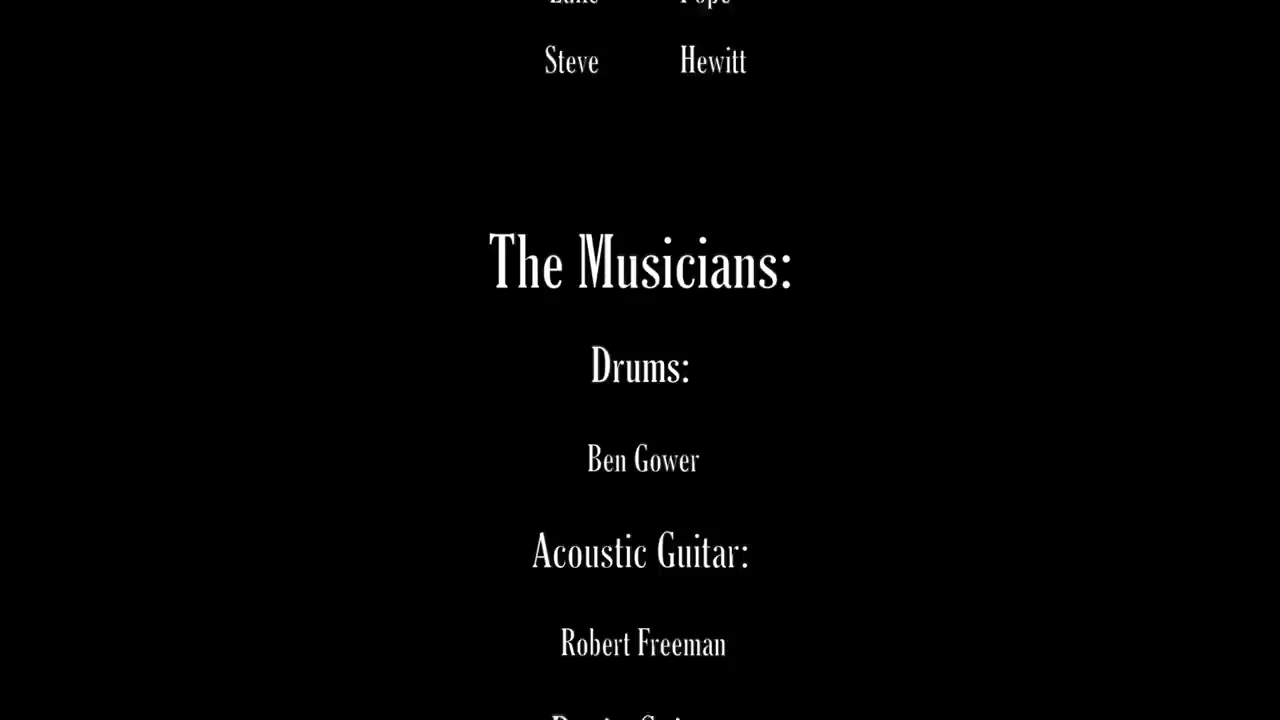 Steve Hewitt
The Musicians:
Drums:
Ben Gower
Acoustic Guitar:
Robert Freeman